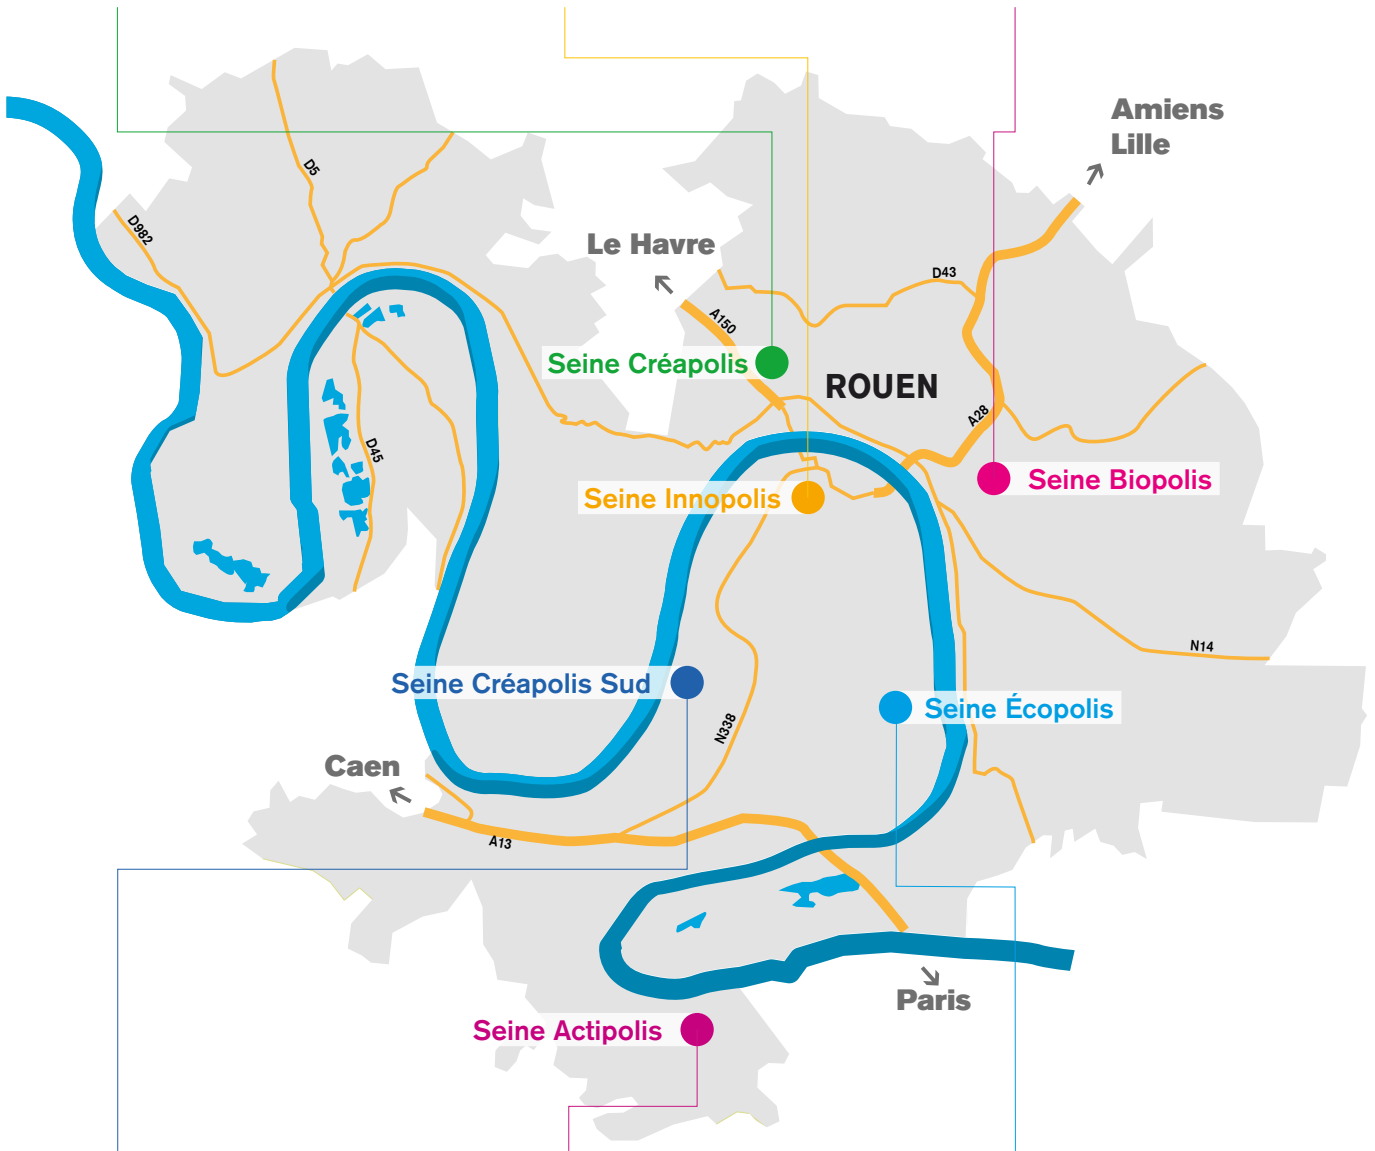 Amiens
Lille
D5
D982
Le Havre
D43
A150
Seine Créapolis
ROUEN
A28
D45
Seine Biopolis
Seine Innopolis
N14
Seine Créapolis Sud
Seine Écopolis
N338
Caen
A13
Paris
Seine Actipolis